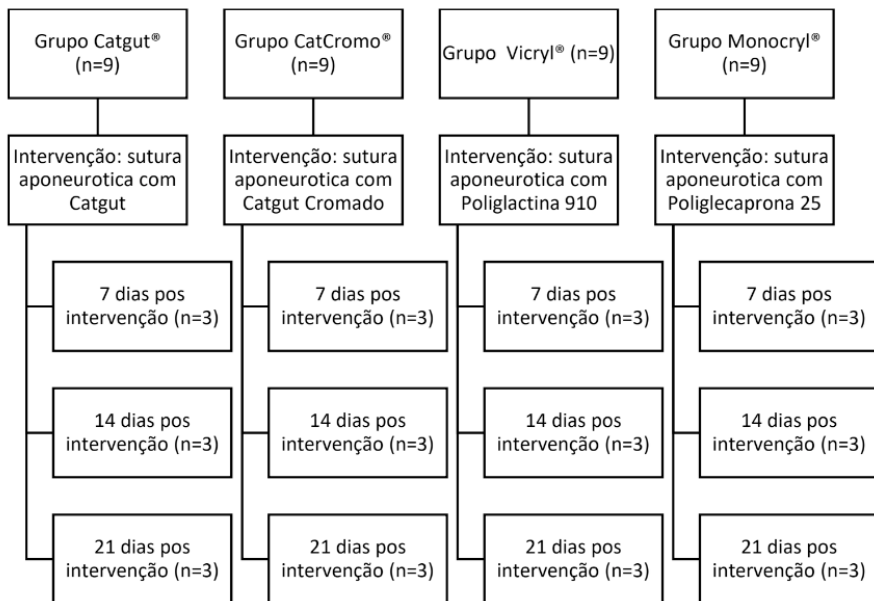 Grupo Catgut®
(n=9)
Intervenção: sutura
aponeurotica com
Catgut
7 dias pos
intervenção (n=3)
14 dias pos
intervenção (n=3)
21 dias pos
intervenção (n=3)
Grupo CatCromo®
(n=9)
Intervenção: sutura
aponeurotica com
Catgut Cromado
7 dias pos
intervenção (n=3)
14 dias pos
intervenção (n=3)
21 dias pos
intervenção (n=3)
Grupo Vicryl® (n=9)
Intervenção: sutura
aponeurotica com
Poliglactina 910
7 dias pos
intervenção (n=3)
14 dias pos
intervenção (n=3)
21 dias pos
intervenção (n=3)
Grupo Monocryl®
(n=9)
Intervenção: sutura
aponeurotica com
Poliglecaprona 25
7 dias pos
intervenção (n=3)
14 dias pos
intervenção (n=3)
21 dias pos
intervenção (n=3)